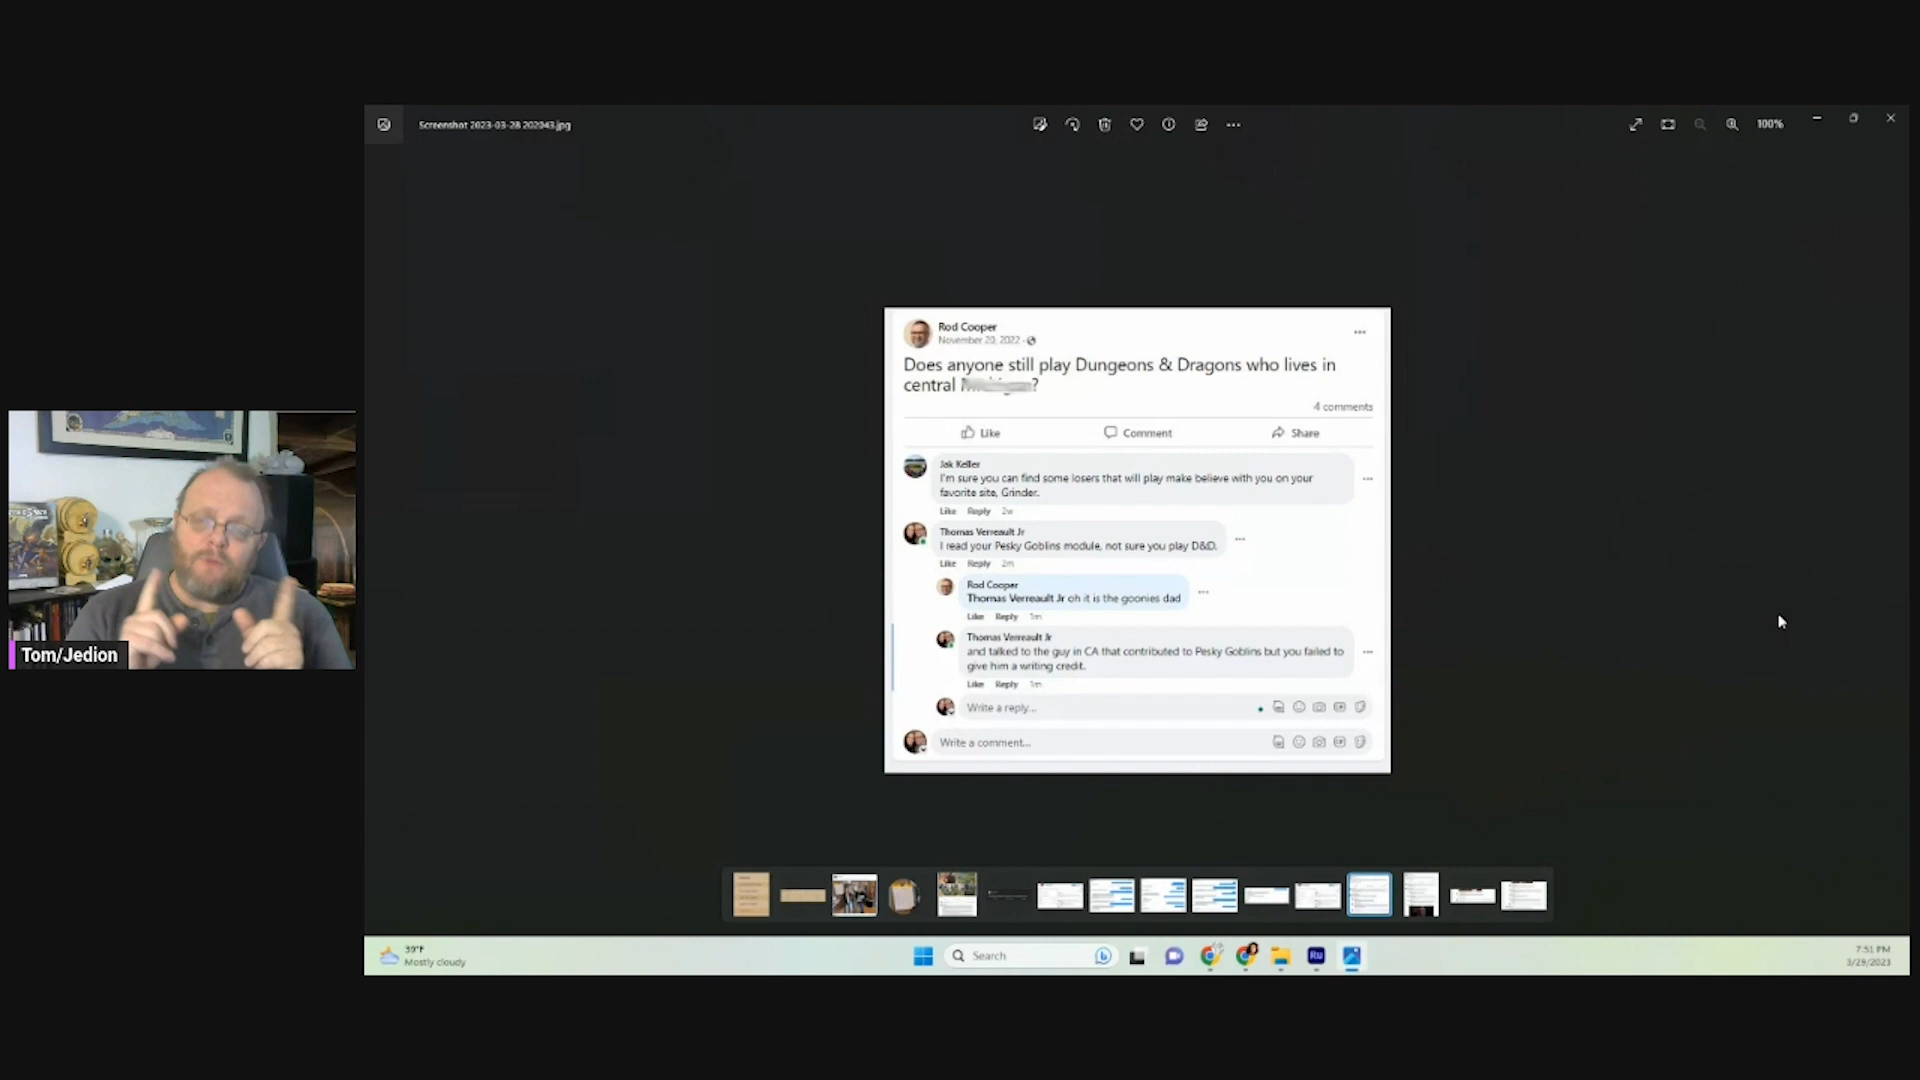 Screenshot 2023-03-28 202043.jpg
100%
Rod Cooper
November 20, 2022
Does anyone still play Dungeons & Dragons who lives in
central ?
4 comments
Like Comment Share
Jak Keller
I'm sure you can find some losers that will play make believe with you on your
favorite site, Grinder.
Like Reply 2w
Thomas Verreault Jr
I read your Pesky Goblins module, not sure you play D&D.
Like Reply 2m
Rod Cooper
Thomas Verreault Jr oh it is the goonies dad
Like Reply 1m
Thomas Verreault Jr
and talked to the guy in CA that contributed to Pesky Goblins but you failed to
give him a writing credit.
Like Reply 1m
Write a reply...
Write a comment...
Tom/Jedion
39°F
Mostly cloudy
Search
Ru
7:51 PM
3/29/2023